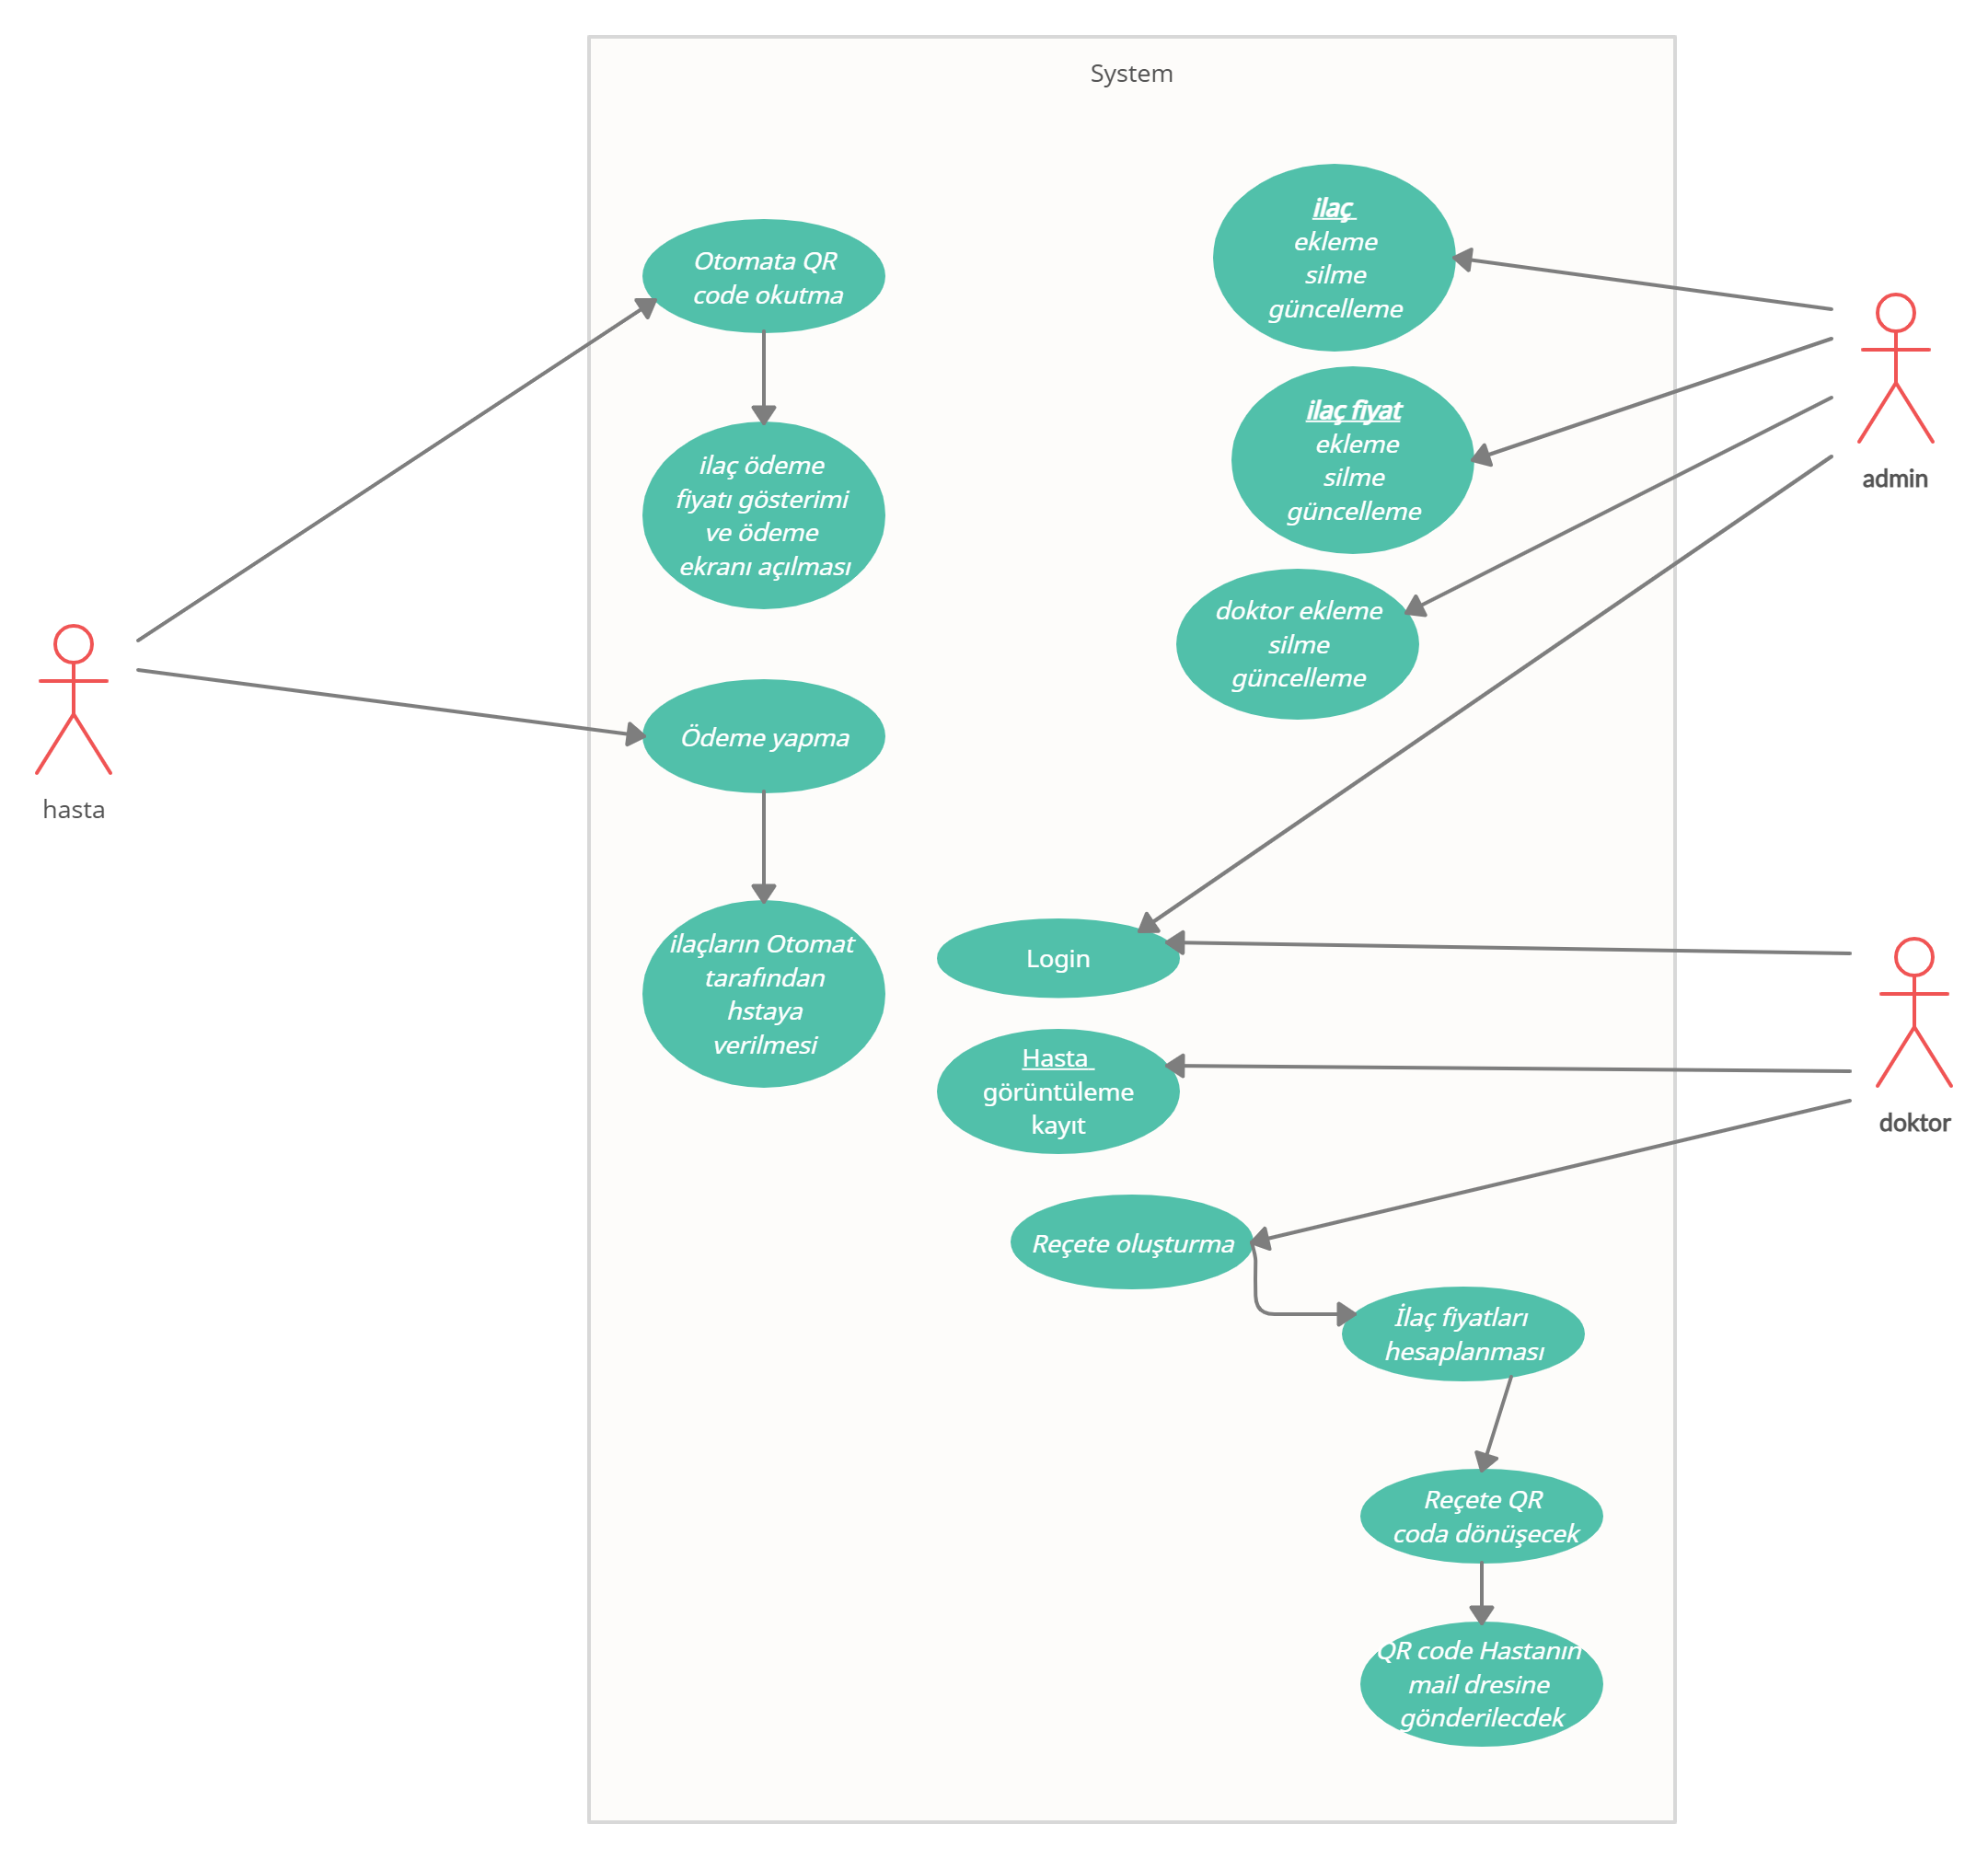 System
Otomata QR
code okutma
ilaç ödeme
fiyatı gösterimi
ve ödeme
ekranı açılması
hasta
Ödeme yapma
ilaçların Otomat
tarafından
hstaya
verilmesi
ilaç
ekleme
silme
güncelleme
ilaç fiyat
ekleme
silme
güncelleme
doktor ekleme
silme
güncelleme
admin
Login
Hasta
görüntüleme
kayıt
doktor
Reçete oluşturma
İlaç fiyatları
hesaplanması
Reçete QR
coda dönüşecek
QR code Hastanın
mail dresine
gönderilecdek